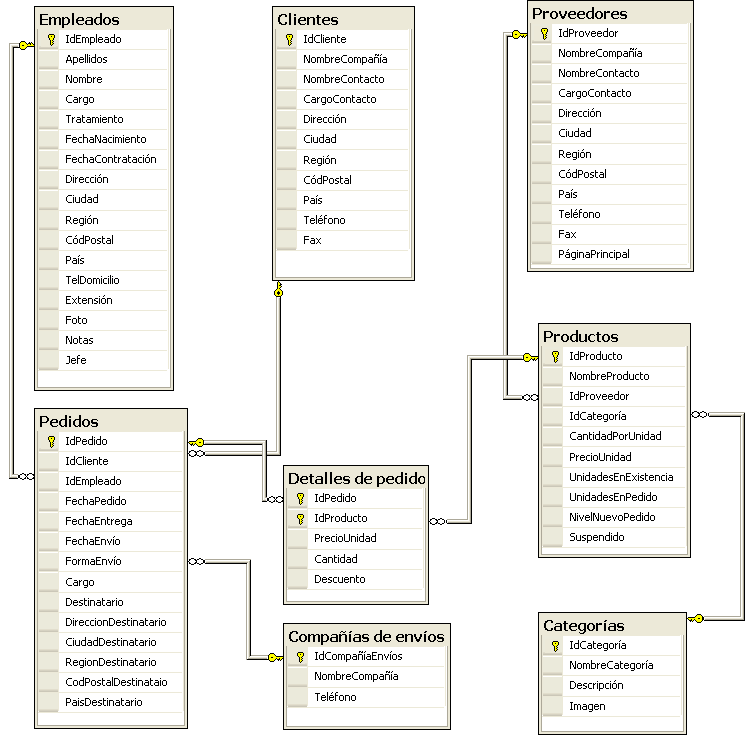 Empleados
IdEmpleado
Apellidos
Nombre
Cargo
Tratamiento
FechaNacimiento
FechaContratación
Dirección
Ciudad
Región
CódPostal
País
TelDomicilio
Extensión
Foto
Notas
Jefe
Clientes
IdCliente
NombreCompañía
NombreContacto
CargoContacto
Dirección
Ciudad
Región
CódPostal
País
Teléfono
Fax
Proveedores
IdProveedor
NombreCompañía
NombreContacto
CargoContacto
Dirección
Ciudad
Región
CódPostal
País
Teléfono
Fax
PáginaPrincipal
Pedidos
IdPedido
IdCliente
IdEmpleado
FechaPedido
FechaEntrega
FechaEnvío
FormaEnvío
Cargo
Destinatario
DireccionDestinatario
CiudadDestinatario
RegionDestinatario
CodPostalDestinataio
PaisDestinatario
Detalles de pedido
IdPedido
IdProducto
PrecioUnidad
Cantidad
Descuento
Productos
IdProducto
NombreProducto
IdProveedor
IdCategoría
CantidadPorUnidad
PrecioUnidad
UnidadesEnExistencia
UnidadesEnPedido
NivelNuevoPedido
Suspendido
Compañías de envíos
IdCompañíaEnvíos
NombreCompañía
Teléfono
Categorías
IdCategoría
NombreCategoría
Descripción
Imagen